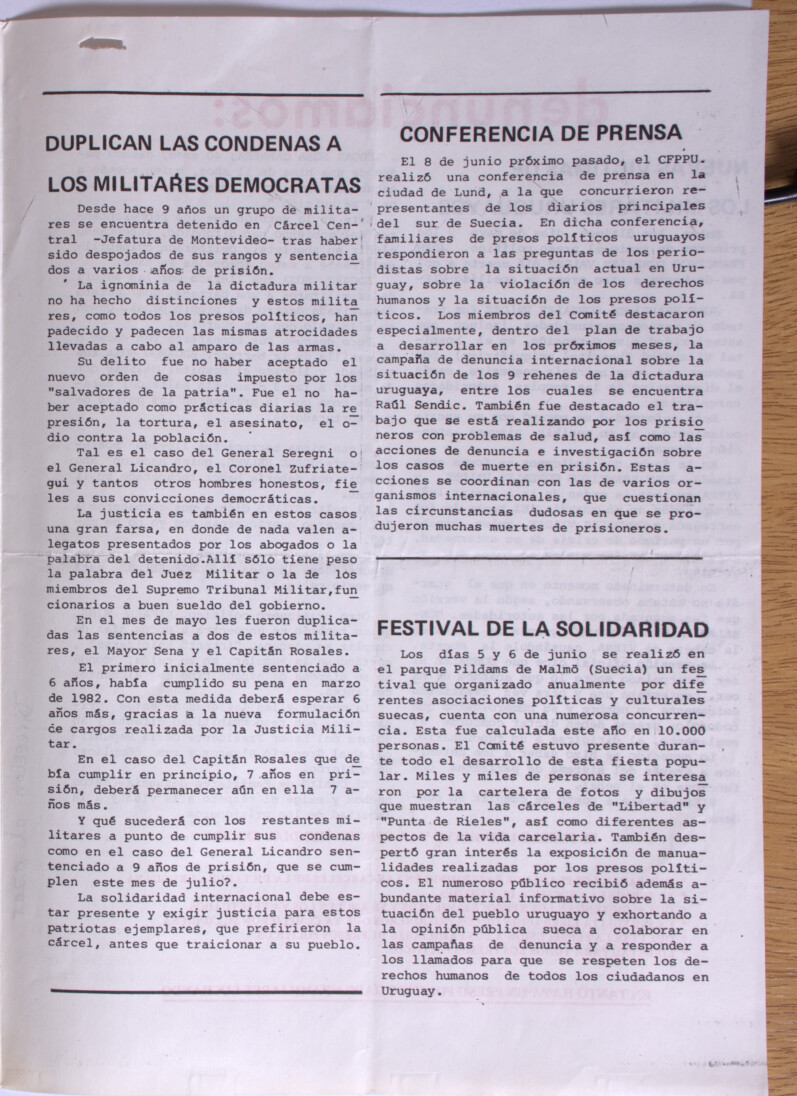 DUPLICAN LAS CONDENAS A
LOS MILITARES DEMOCRATAS
Desde hace 9 años un grupo de milita-
res se encuentra detenido en Cárcel Cen-
tral -Jefatura de Montevideo- tras haber
sido despojados de sus rangos y sentencia
dos a varios años de prisión.
La ignominia de la dictadura militar
no ha hecho distinciones y estos milita
res, como todos los presos políticos, han
padecido y padecen las mismas atrocidades
llevadas a cabo al amparo de las armas.
Su delito fue no haber aceptado el
nuevo orden de cosas impuesto por los
"salvadores de la patria". Fue el no ha-
ber aceptado como prácticas diarias la re
presión, la tortura, el asesinato, el o-
dio contra la población.
Tal es el caso del General Seregni o
el General Licandro, el Coronel Zufriate-
gui y tantos otros hombres honestos, fie
les a sus convicciones democráticas.
La justicia es también en estos casos
una gran farsa, en donde de nada valen a-
legatos presentados por los abogados o la
palabra del detenido.Allí sólo tiene peso
la palabra del Juez Militar o la de los
miembros del Supremo Tribunal Militar,fun
cionarios a buen sueldo del gobierno.
En el mes de mayo les fueron duplica-
das las sentencias a dos de estos milita-
res, el Mayor Sena y el Capitán Rosales.
El primero inicialmente sentenciado a
6 años, había cumplido su pena en marzo
de 1982. Con esta medida deberá esperar 6
años más, gracias a la nueva formulación
de cargos realizada por la Justicia Mili-
tar.
En el caso del Capitán Rosales que de
bía cumplir en principio, 7 años en pri-
sión, deberá permanecer aún en ella 7 a-
ños más.
Y qué sucederá con los restantes mi-
litares a punto de cumplir sus condenas
como en el caso del General Licandro sen-
tenciado a 9 años de prisión, que se cum-
plen este mes de julio?.
La solidaridad internacional debe es-
tar presente y exigir justicia para estos
patriotas ejemplares, que prefirieron la
cárcel, antes que traicionar a su pueblo.
CONFERENCIA DE PRENSA
El 8 de junio próximo pasado, el CFPPU.
realizó una conferencia de prensa en la
ciudad de Lund, a la que concurrieron re-
presentantes de los diarios principales
del sur de Suecia. En dicha conferencia,
familiares de presos políticos uruguayos
respondieron a las preguntas de los perio-
distas sobre la situación actual en Uru-
guay, sobre la violación de los derechos
humanos y la situación de los presos polí-
ticos. Los miembros del Comité destacaron
especialmente, dentro del plan de trabajo
a desarrollar en los próximos meses, la
campaña de denuncia internacional sobre la
situación de los 9 rehenes de la dictadura
uruguaya, entre los cuales se encuentra
Raúl Sendic. También fue destacado el tra-
bajo que se está realizando por los prisio
neros con problemas de salud, así como las
acciones de denuncia e investigación sobre
los casos de muerte en prisión. Estas a-
cciones se coordinan con las de varios or-
ganismos internacionales, que cuestionan
las circunstancias dudosas en que se pro-
dujeron muchas muertes de prisioneros.
FESTIVAL DE LA SOLIDARIDAD
Los días 5 y 6 de junio se realizó en
el parque Pildams de Malmö (Suecia) un fes
tival que organizado anualmente por dife
rentes asociaciones políticas y culturales
suecas, cuenta con una numerosa concurren-
cia. Esta fue calculada este año en 10.000
personas. El Comité estuvo presente duran-
te todo el desarrollo de esta fiesta popu-
lar. Miles y miles de personas se interesa
ron por la cartelera de fotos y dibujos
que muestran las cárceles de "Libertad" y
"Punta de Rieles", así como diferentes as-
pectos de la vida carcelaria. También des-
pertó gran interés la exposición de manua-
lidades realizadas por los presos políti-
cos. El numeroso público recibió además a-
bundante material informativo sobre la si-
tuación del pueblo uruguayo y exhortando a
la opinión pública sueca a colaborar en
las campañas de denuncia y a responder a
los llamados para que se respeten los de-
rechos humanos de todos los ciudadanos en
Uruguay.